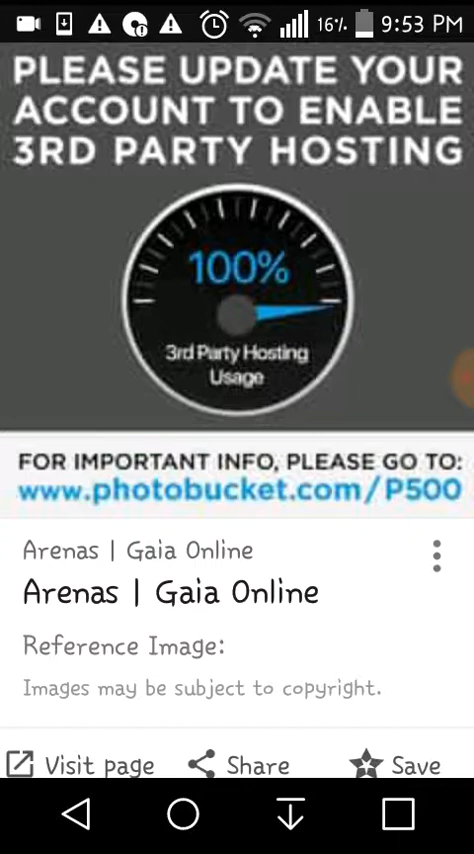 16% 9:53 PM
PLEASE UPDATE YOUR
ACCOUNT TO ENABLE
3RD PARTY HOSTING
100%
3rd Party Hosting
Usage
FOR IMPORTANT INFO, PLEASE GO TO:
www.photobucket.com/P500
Arenas | Gaia Online
Arenas | Gaia Online
Reference Image:
Images may be subject to copyright.
Visit page Share Save